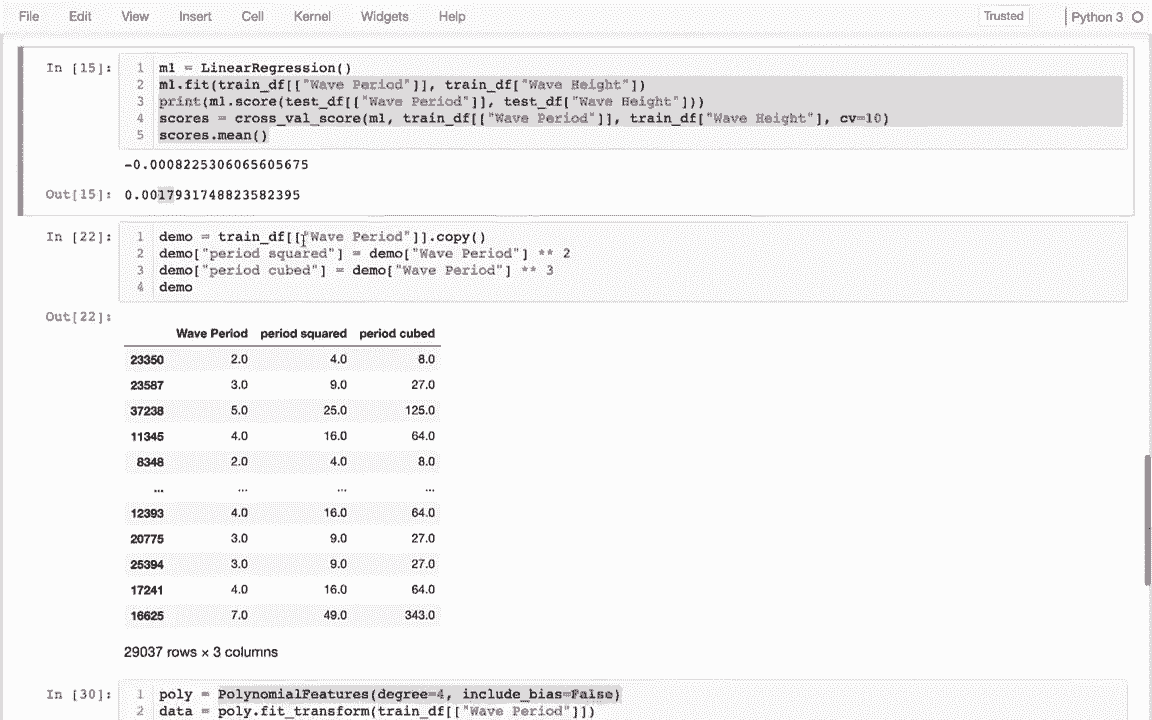 File Edit View Insert Cell Kernel Widgets Help Trusted Python 3
In [15]:
1 m1 = LinearRegression()
2 m1.fit(train_df[["Wave Period"]], train_df["Wave Height"])
3 print(m1.score(test_df[["Wave Period"]], test_df["Wave Height"]))
4 scores = cross_val_score(m1, train_df[["Wave Period"]], train_df["Wave Height"], cv=10)
5 scores.mean()
-0.0008225306065605675
Out[15]: 0.001793174882358239​5
In [22]:
1 demo = train_df[["Wave Period"]].copy()
2 demo["period squared"] = demo["Wave Period"] ** 2
3 demo["period cubed"] = demo["Wave Period"] ** 3
4 demo
Out[22]:
Wave Period period squared period cubed
23350 2.0 4.0 8.0
23587 3.0 9.0 27.0
37238 5.0 25.0 125.0
11345 4.0 16.0 64.0
8348 2.0 4.0 8.0
... ... ... ...
12393 4.0 16.0 64.0
20775 3.0 9.0 27.0
25394 3.0 9.0 27.0
17241 4.0 16.0 64.0
16625 7.0 49.0 343.0
29037 rows × 3 columns
In [30]:
1 poly = PolynomialFeatures(degree=4, include_bias=False)
2 data = poly.fit_transform(train_df[["Wave Period"]])